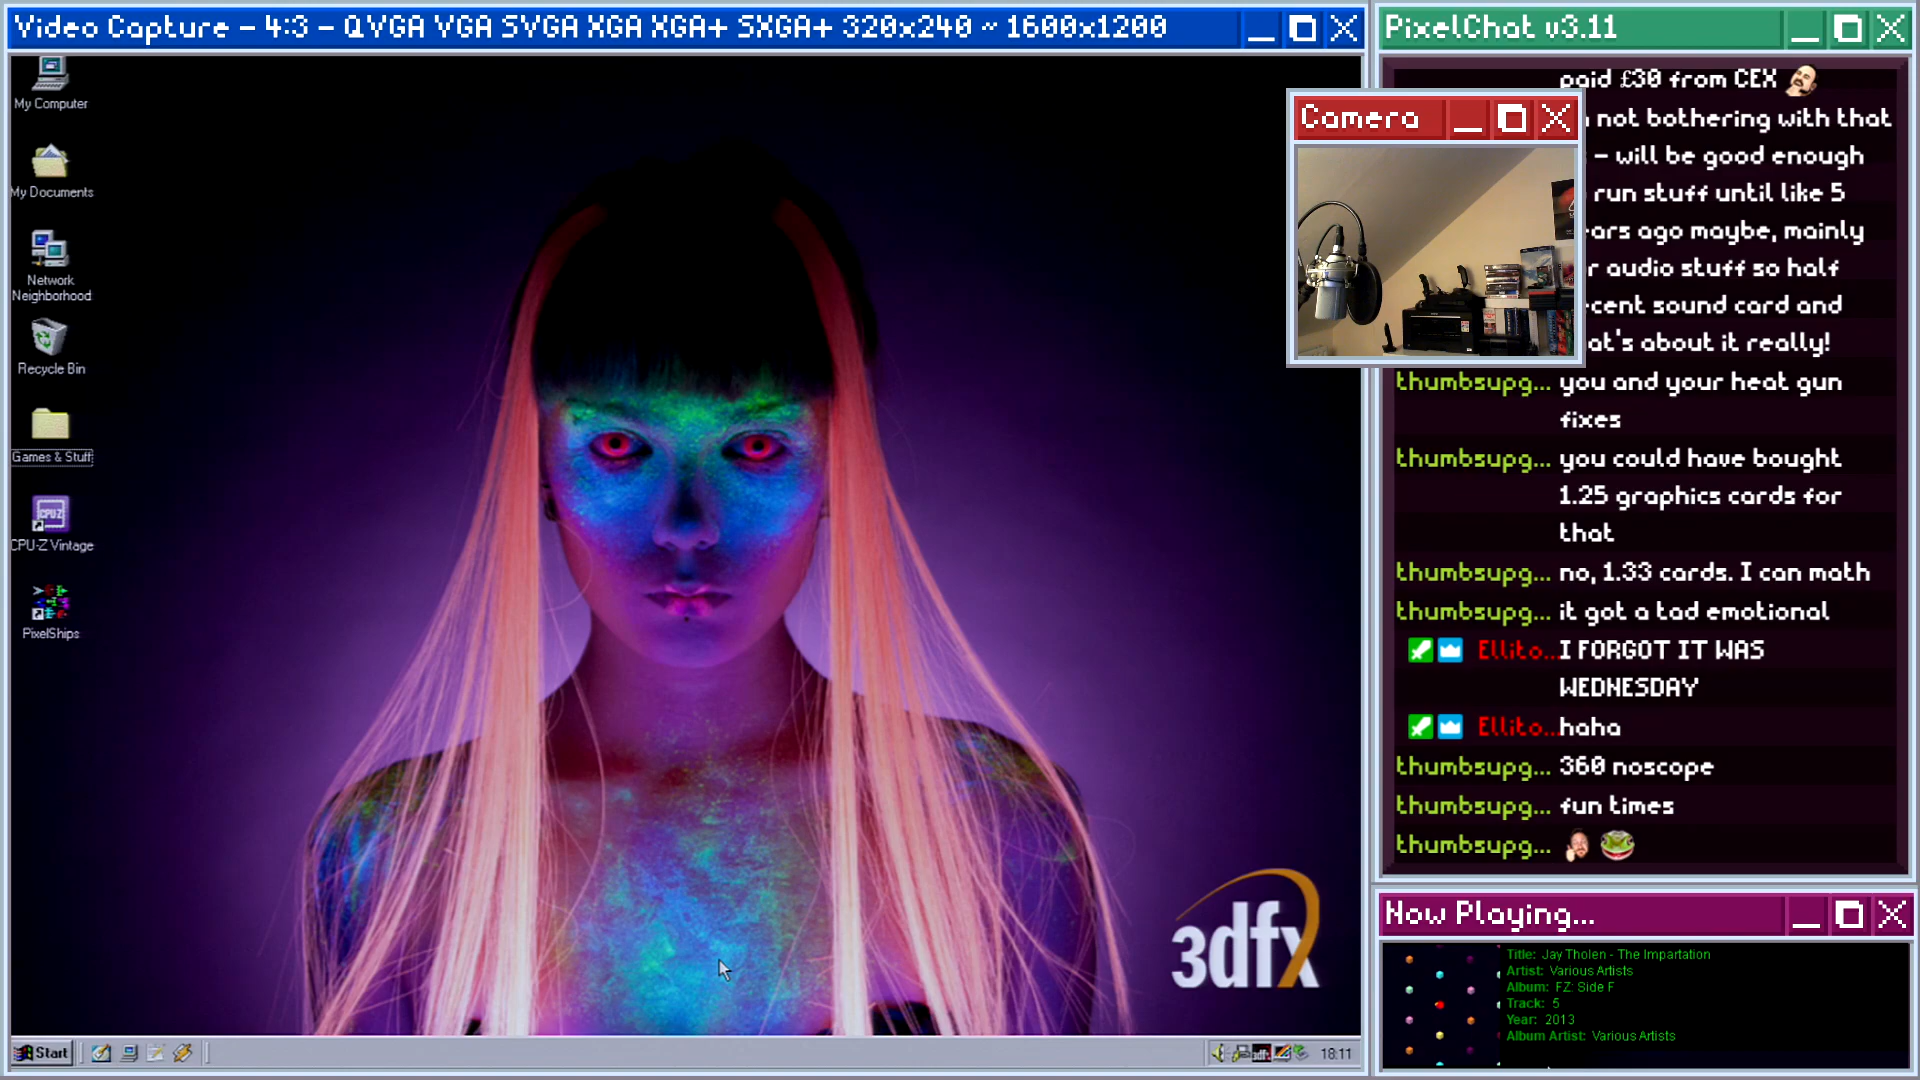 Video Capture - 4:3 - QVGA VGA SVGA XGA XGA+ SXGA+ 320x240 ~ 1600x1200
My Computer
My Documents
Network
Neighborhood
Recycle Bin
Games & Stuff
CPU-Z Vintage
PixelShips
3dfx
Start
18:11
Camera
PixelChat v3.11
paid £30 from CEX
not bothering with that
- will be good enough
run stuff until like 5
ars ago maybe, mainly
r audio stuff so half
cent sound card and
at's about it really!
thumbsupg... you and your heat gun
fixes
thumbsupg... you could have bought
1.25 graphics cards for
that
thumbsupg... no, 1.33 cards. I can math
thumbsupg... it got a tad emotional
Ellito... I FORGOT IT WAS
WEDNESDAY
Ellito... haha
thumbsupg... 360 noscope
thumbsupg... fun times
thumbsupg...
Now Playing...
Title: Jay Tholen - The Impartation
Artist: Various Artists
Album: FZ: Side F
Track: 5
Year: 2013
Album Artist: Various Artists